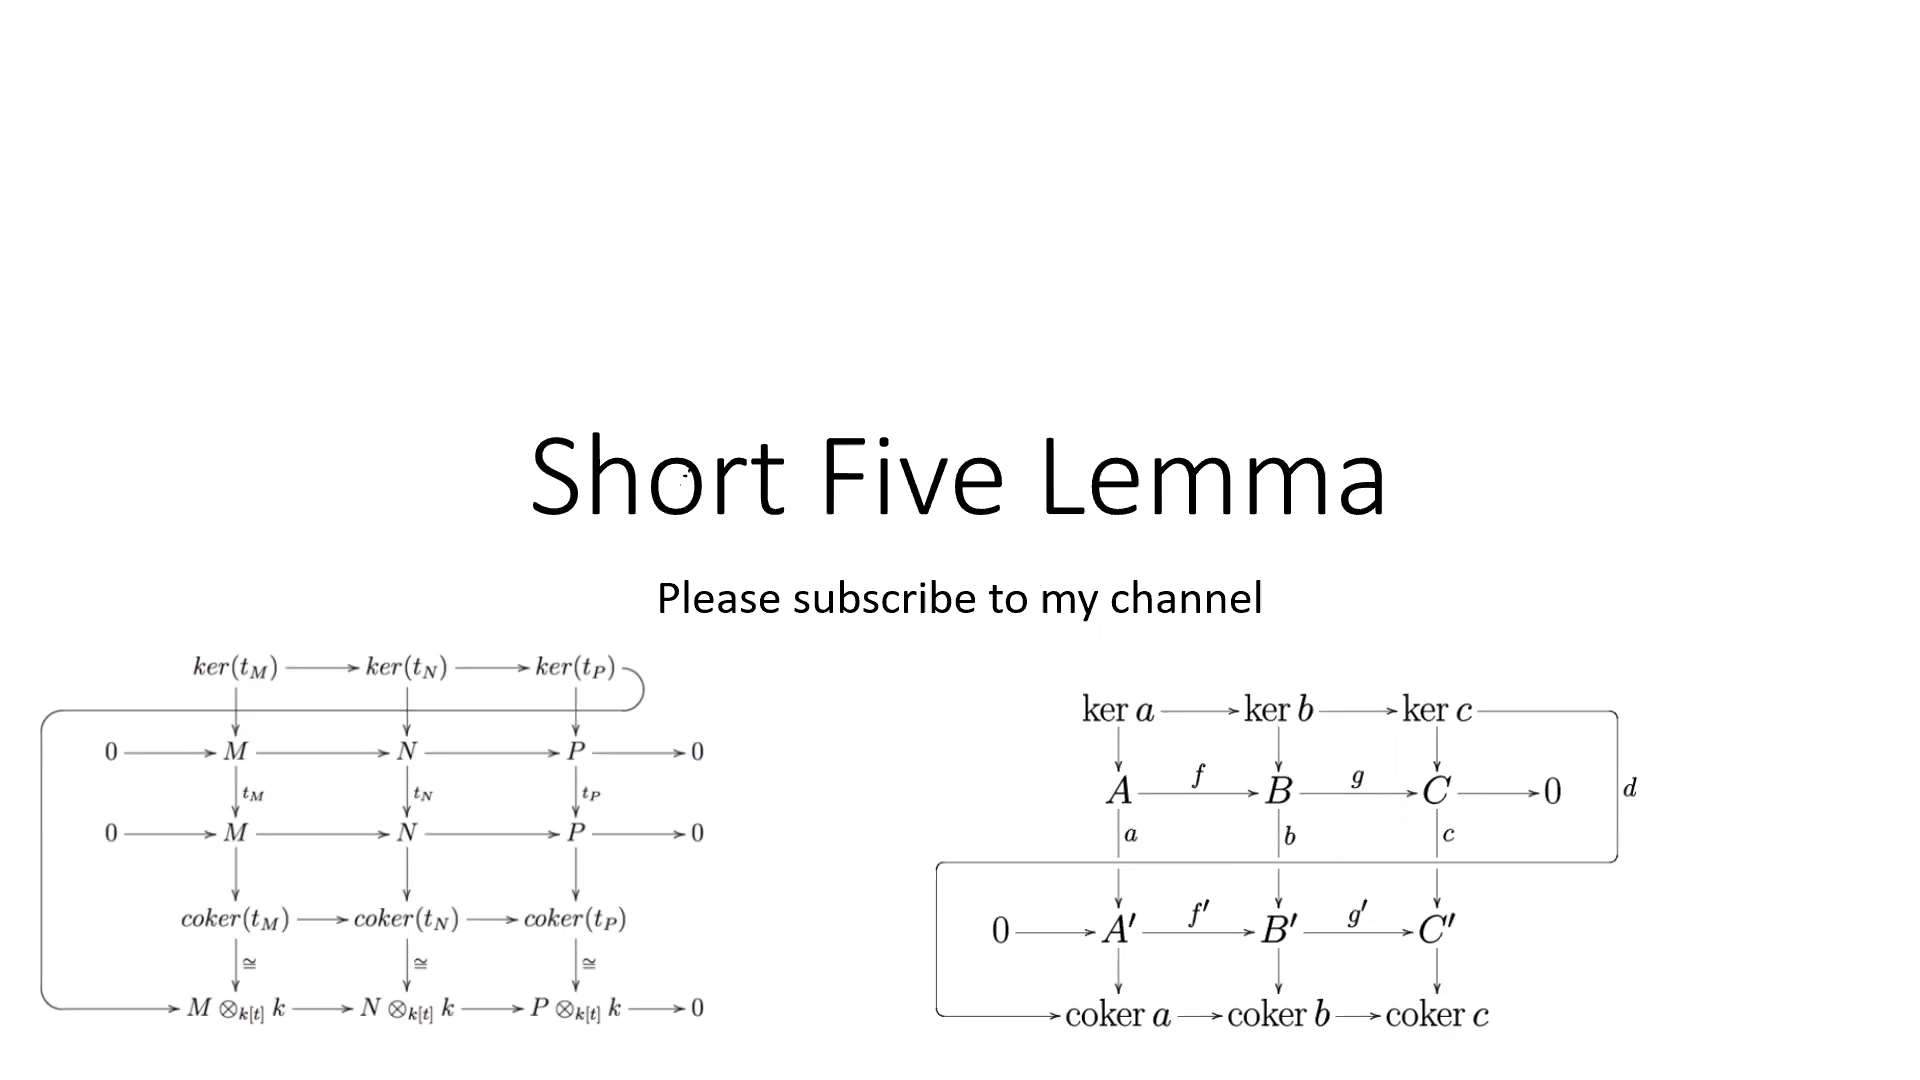 Short Five Lemma
Please subscribe to my channel
ker(t_M) ker(t_N) ker(t_P)
0 M N P 0
t_M t_N t_P
0 M N P 0
coker(t_M) coker(t_N) coker(t_P)
≅ ≅ ≅
M ⊗_{k[t]} k N ⊗_{k[t]} k P ⊗_{k[t]} k 0
ker a ker b ker c
f g
A B C 0 d
a b c
f′ g′
0 A′ B′ C′
coker a coker b coker c